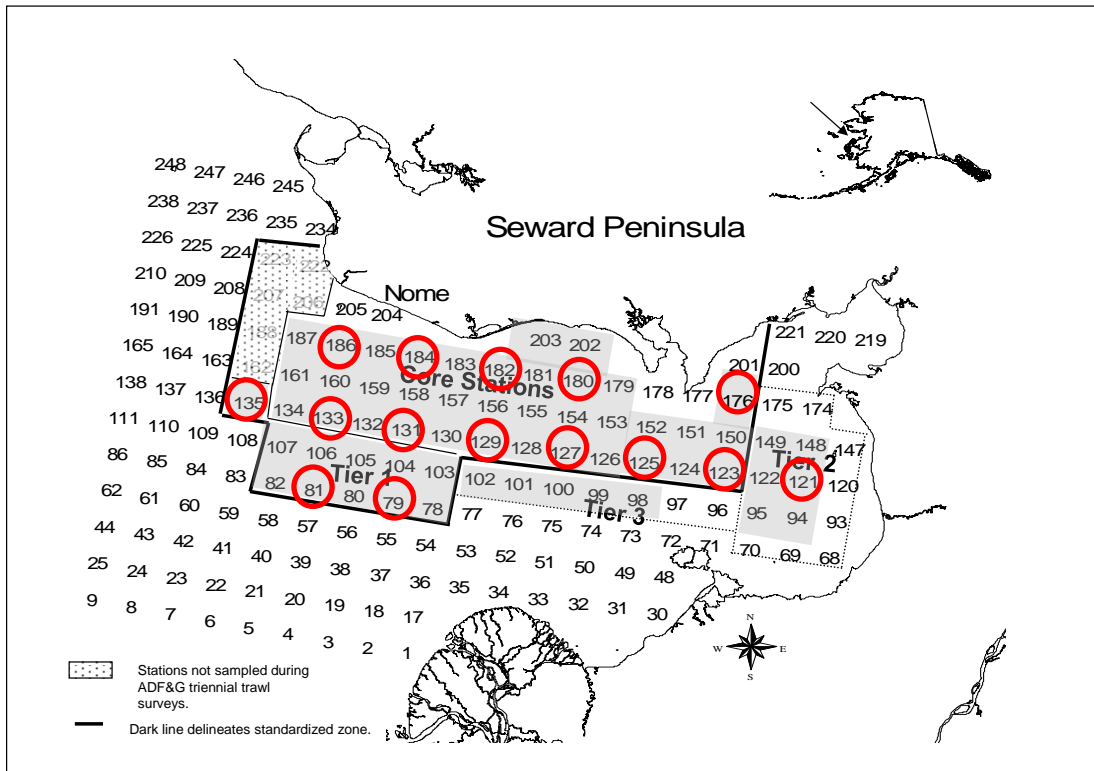 248 247 246 245
238 237 236 235 234
226 225 224 223 222
210 209 208 207 206 205 204
Seward Peninsula
Nome
191 190 189 188 187 186 185 184 183 182 181 180 179 178 177 176
203 202
201 200
221 220 219
165 164 163 162 161 160 159 158 157 156 155 154 153 152 151 150 149 148 147
Core Stations
175 174
138 137 136 135 134 133 132 131 130 129 128 127 126 125 124 123 122 121 120
Tier 2
111 110 109 108 107 106 105 104 103 102 101 100 99 98 97 96 95 94 93
Tier 1
Tier 3
86 85 84 83 82 81 80 79 78 77 76 75 74 73 72 71 70 69 68
62 61 60 59 58 57 56 55 54 53 52 51 50 49 48
44 43 42 41 40 39 38 37 36 35 34 33 32 31 30
25 24 23 22 21 20 19 18 17
9 8 7 6 5 4 3 2 1
N
W E
S
Stations not sampled during
ADF&G triennial trawl
surveys.
Dark line delineates standardized zone.